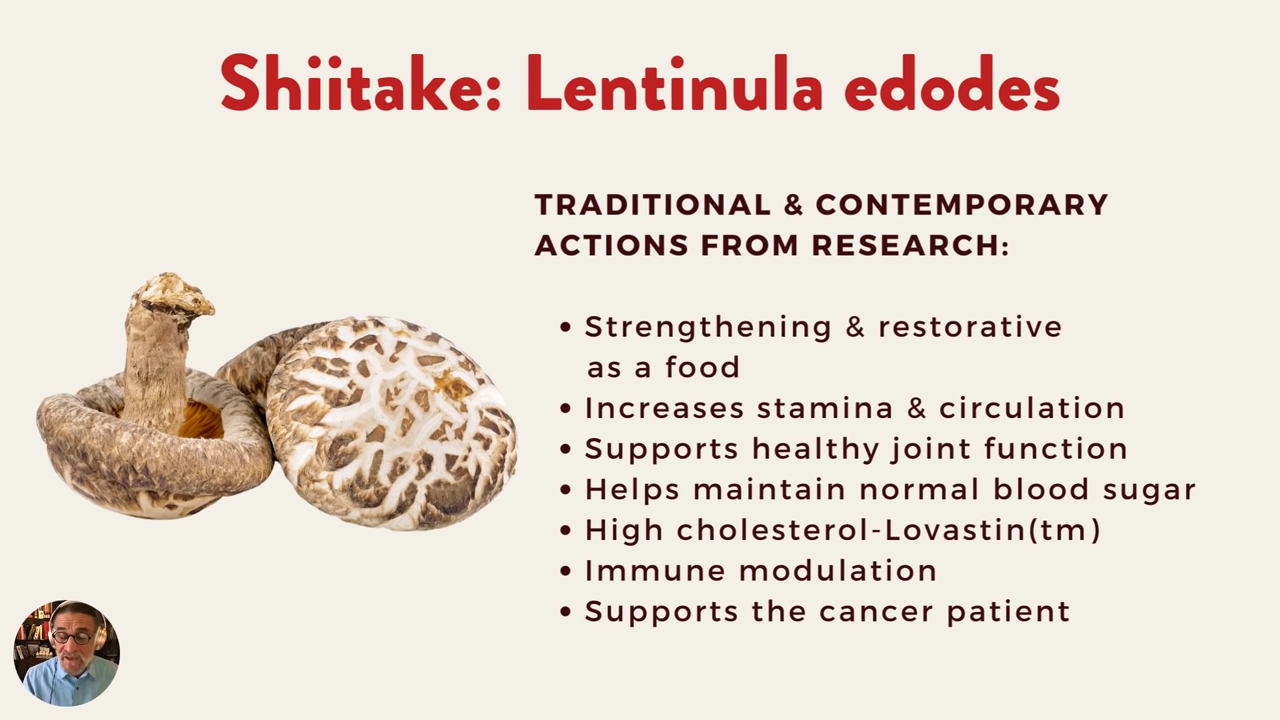 Shiitake: Lentinula edodes
TRADITIONAL & CONTEMPORARY
ACTIONS FROM RESEARCH:
• Strengthening & restorative
as a food
• Increases stamina & circulation
• Supports healthy joint function
• Helps maintain normal blood sugar
• High cholesterol-Lovastin(tm)
• Immune modulation
• Supports the cancer patient